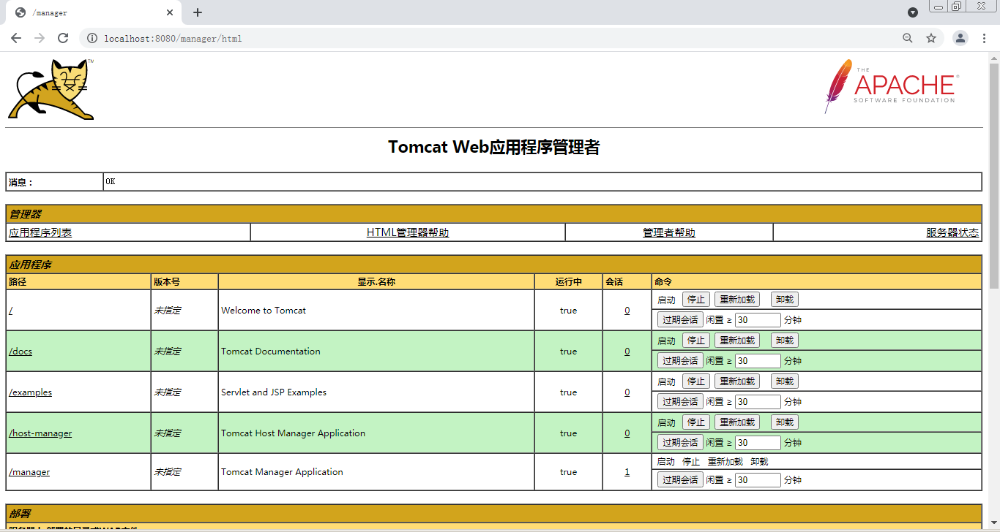 /manager
localhost:8080/manager/html
TM
THE
APACHE®
SOFTWARE FOUNDATION
Tomcat Web应用程序管理者
消息： OK
管理器
应用程序列表 HTML管理器帮助 管理者帮助 服务器状态
应用程序
路径 版本号 显示.名称 运行中 会话 命令
/ 未指定 Welcome to Tomcat true 0 启动 停止 重新加载 卸载
过期会话 闲置 ≥ 30 分钟
/docs 未指定 Tomcat Documentation true 0 启动 停止 重新加载 卸载
过期会话 闲置 ≥ 30 分钟
/examples 未指定 Servlet and JSP Examples true 0 启动 停止 重新加载 卸载
过期会话 闲置 ≥ 30 分钟
/host-manager 未指定 Tomcat Host Manager Application true 0 启动 停止 重新加载 卸载
过期会话 闲置 ≥ 30 分钟
/manager 未指定 Tomcat Manager Application true 1 启动 停止 重新加载 卸载
过期会话 闲置 ≥ 30 分钟
部署